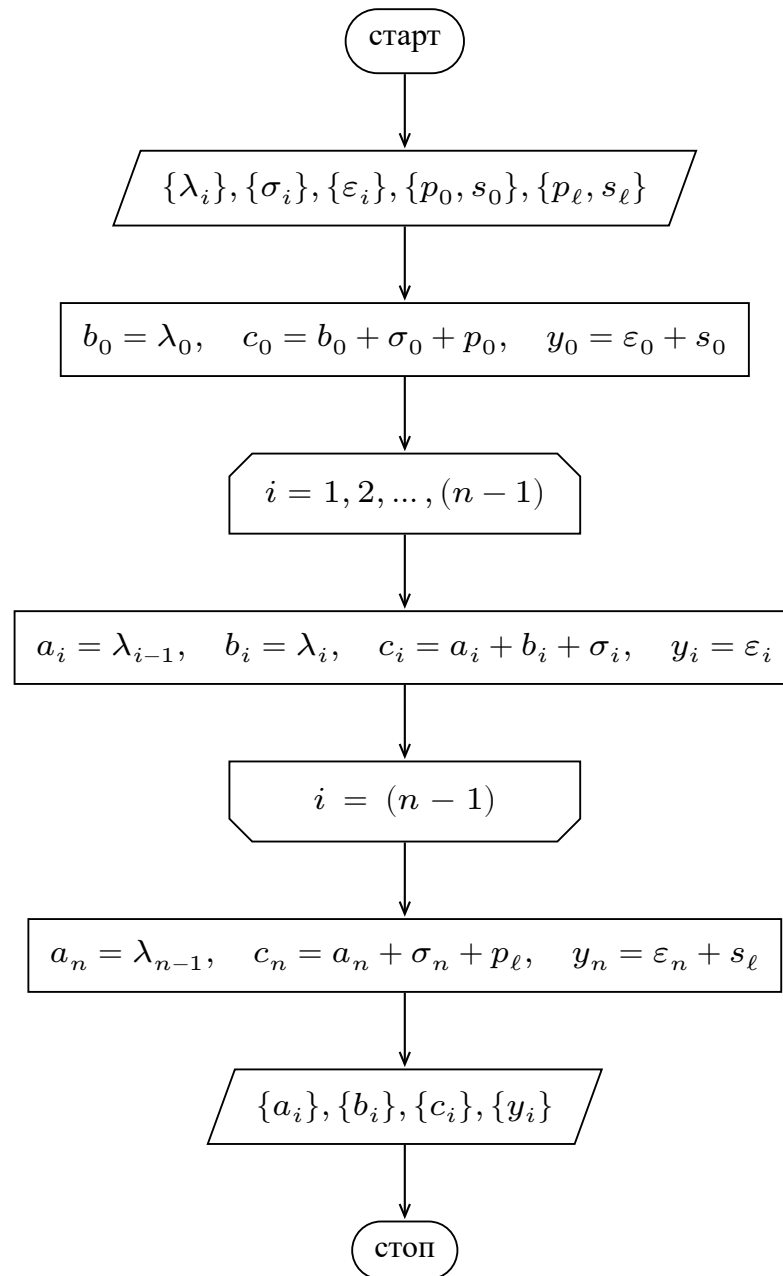 старт
{λ_i}, {σ_i}, {ε_i}, {p_0, s_0}, {p_ℓ, s_ℓ}
b_0 = λ_0, c_0 = b_0 + σ_0 + p_0, y_0 = ε_0 + s_0
i = 1, 2, ... , (n − 1)
a_i = λ_{i−1}, b_i = λ_i, c_i = a_i + b_i + σ_i, y_i = ε_i
i = (n − 1)
a_n = λ_{n−1}, c_n = a_n + σ_n + p_ℓ, y_n = ε_n + s_ℓ
{a_i}, {b_i}, {c_i}, {y_i}
стоп